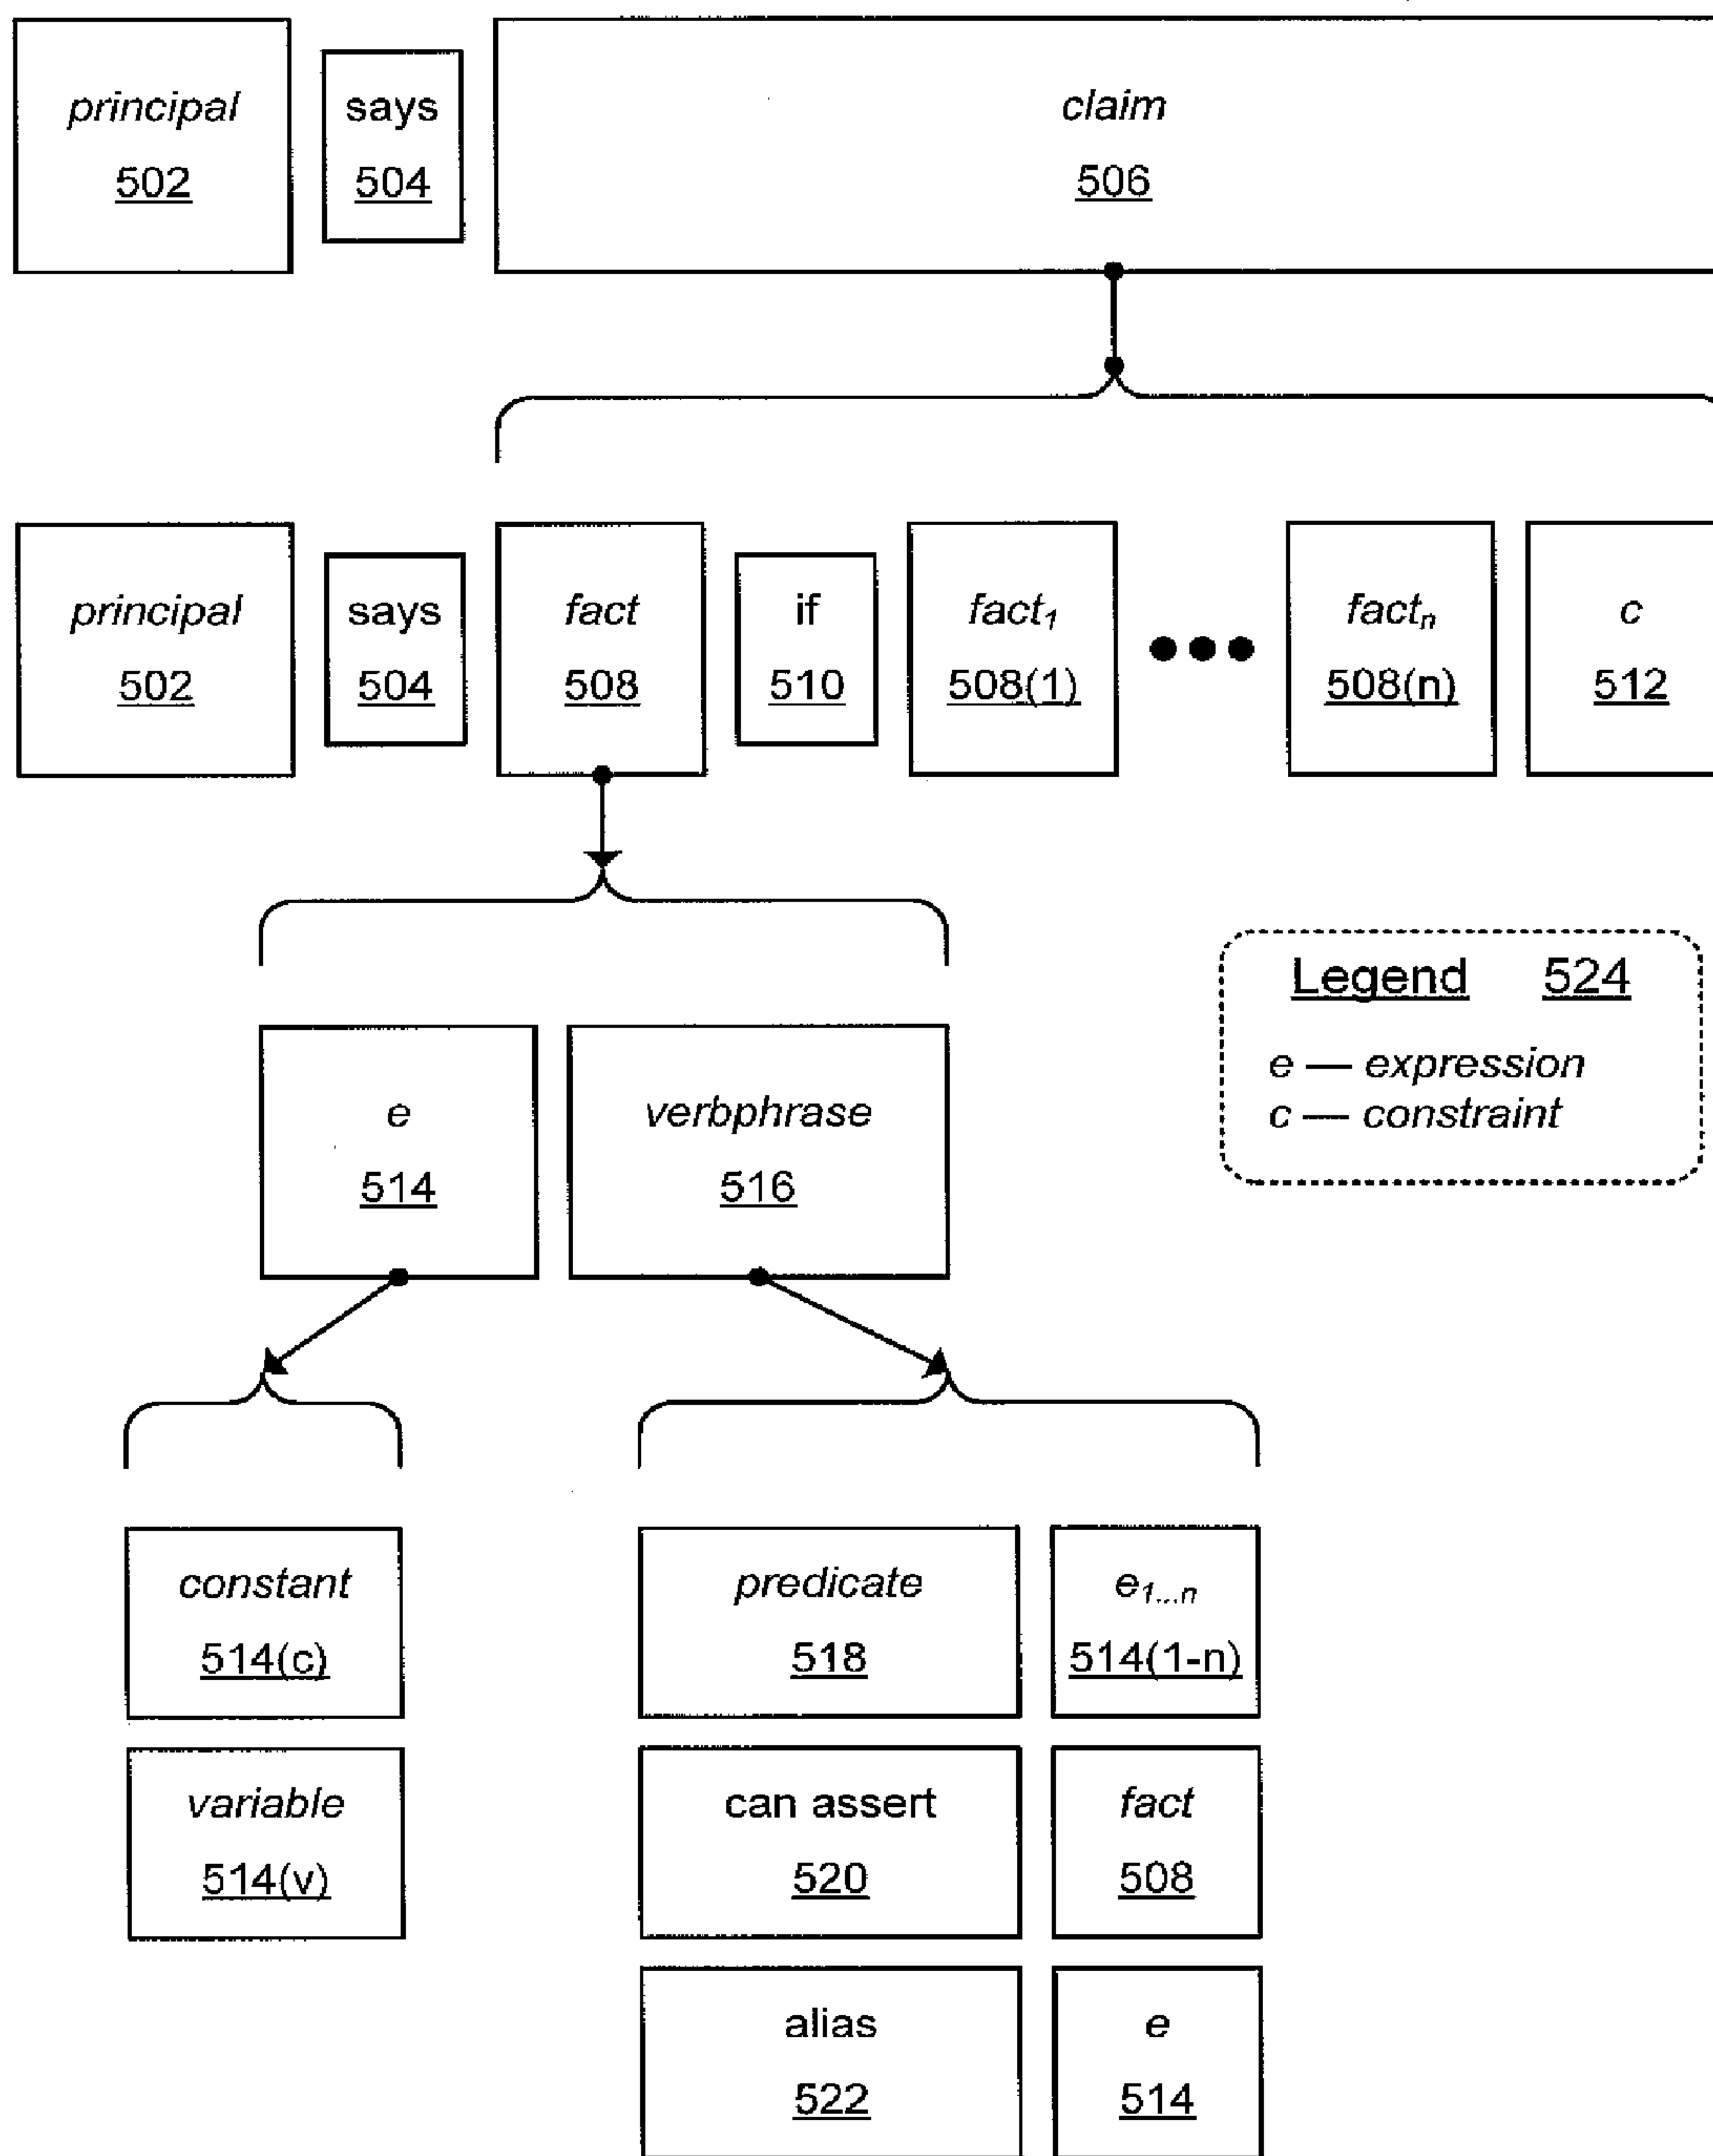 principal
502
says
504
claim
506
principal
502
says
504
fact
508
if
510
fact1
508(1)
●●●
factn
508(n)
c
512
e
514
verbphrase
516
Legend 524
e — expression
c — constraint
constant
514(c)
variable
514(v)
predicate
518
e1...n
514(1-n)
can assert
520
fact
508
alias
522
e
514